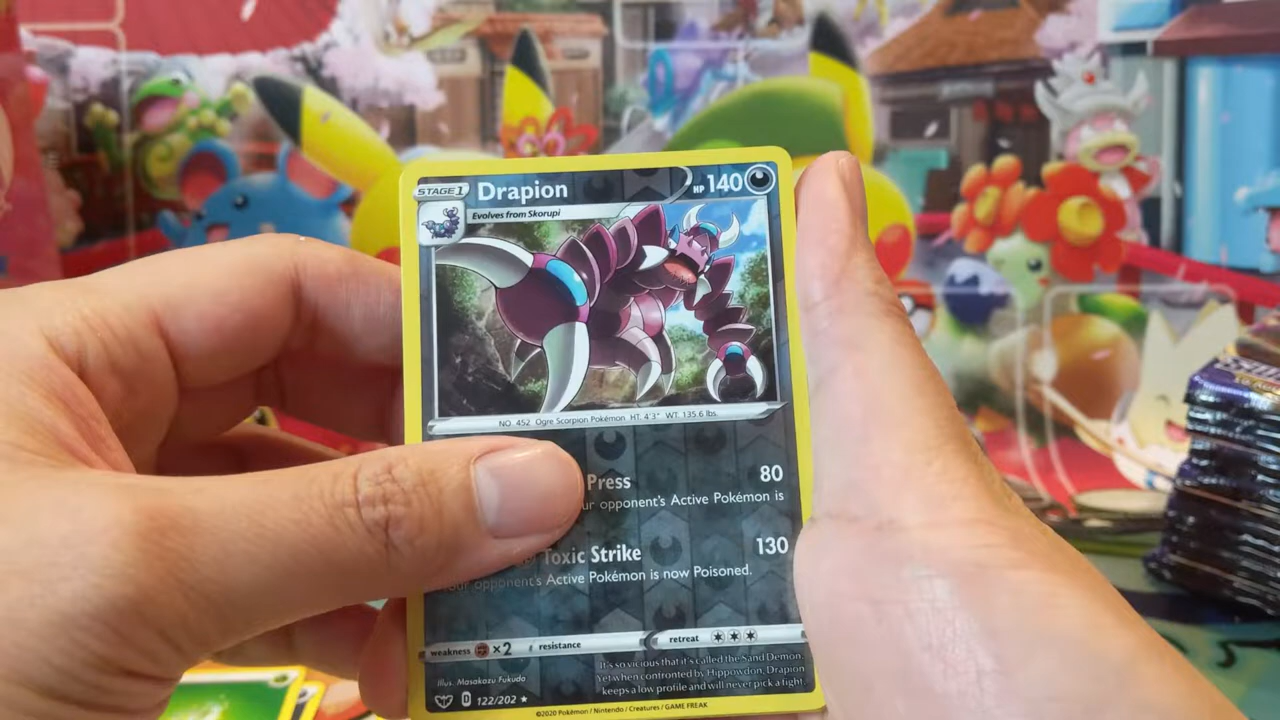 STAGE 1 Drapion HP 140
Evolves from Skorupi
NO. 452 Ogre Scorpion Pokémon HT: 4'3" WT: 135.6 lbs.
Press 80
ur opponent's Active Pokémon is
Toxic Strike 130
our opponent's Active Pokémon is now Poisoned.
weakness ×2 resistance retreat
It's so vicious that it's called the Sand Demon.
Yet when confronted by Hippowdon, Drapion
keeps a low profile and will never pick a fight.
Illus. Masakazu Fukuda
D 122/202 ★
©2020 Pokémon / Nintendo / Creatures / GAME FREAK